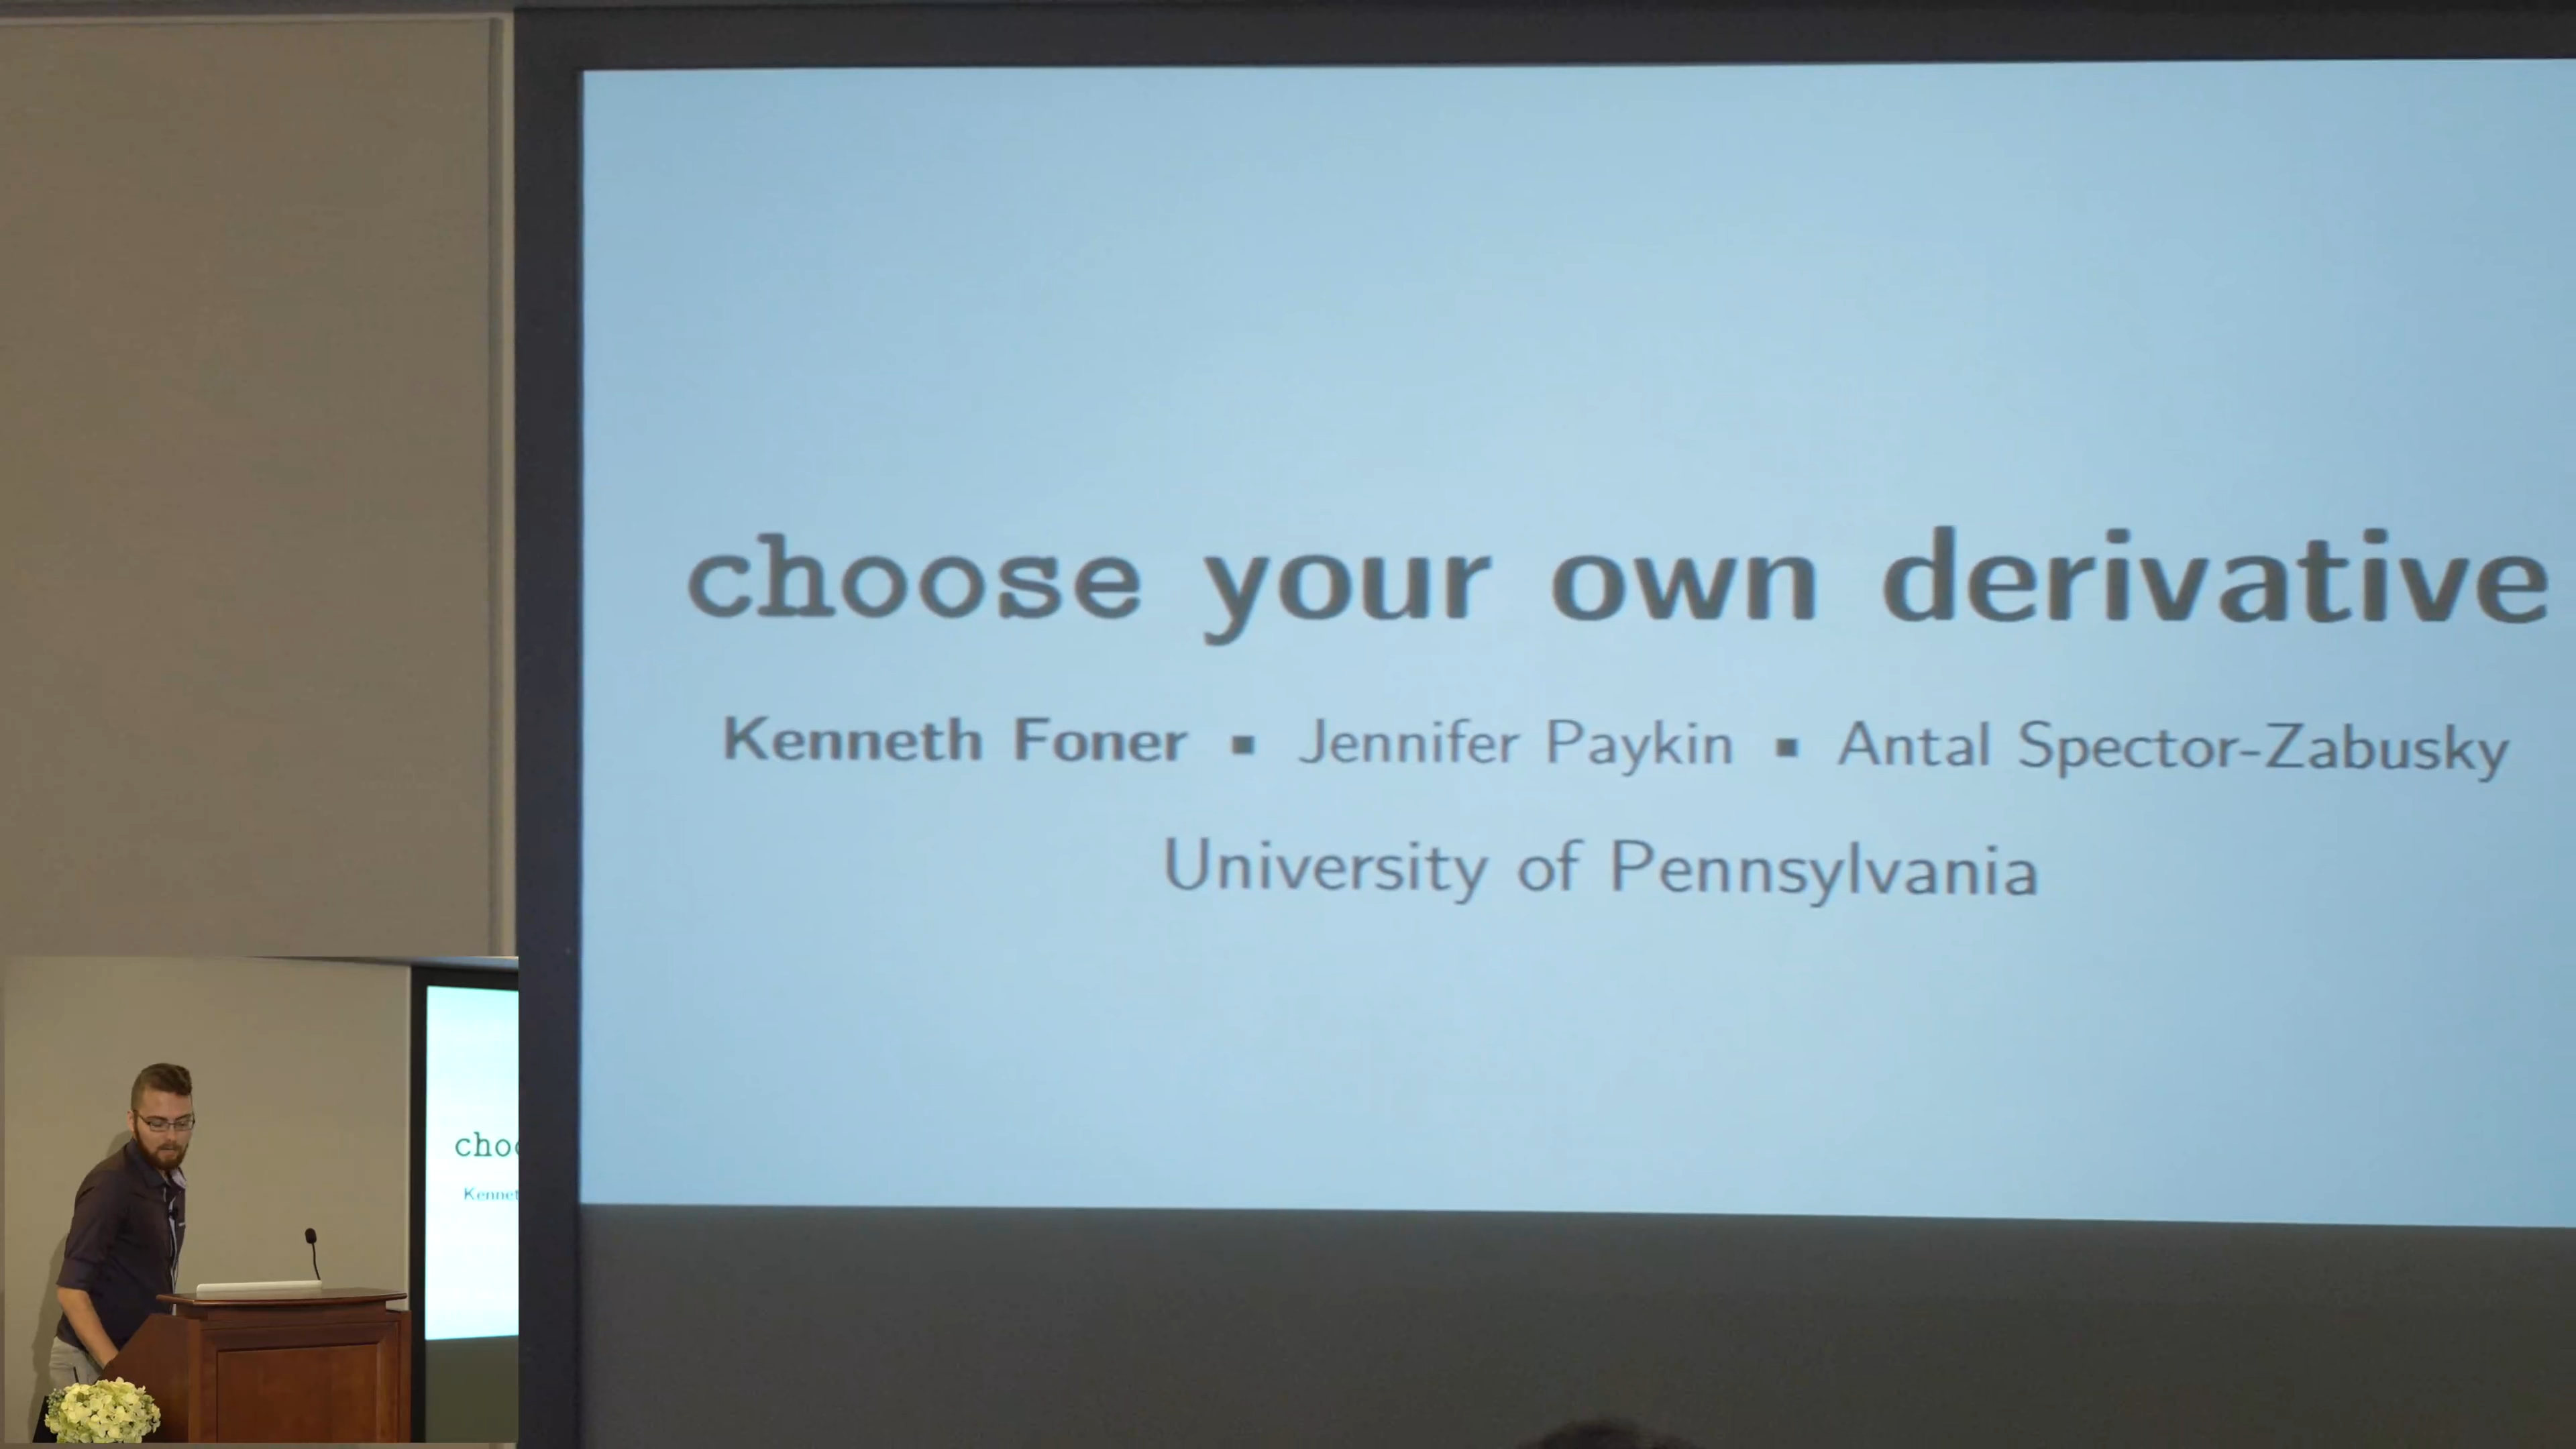 choose your own derivative
Kenneth Foner ▪ Jennifer Paykin ▪ Antal Spector-Zabusky
University of Pennsylvania
choo
Kennet